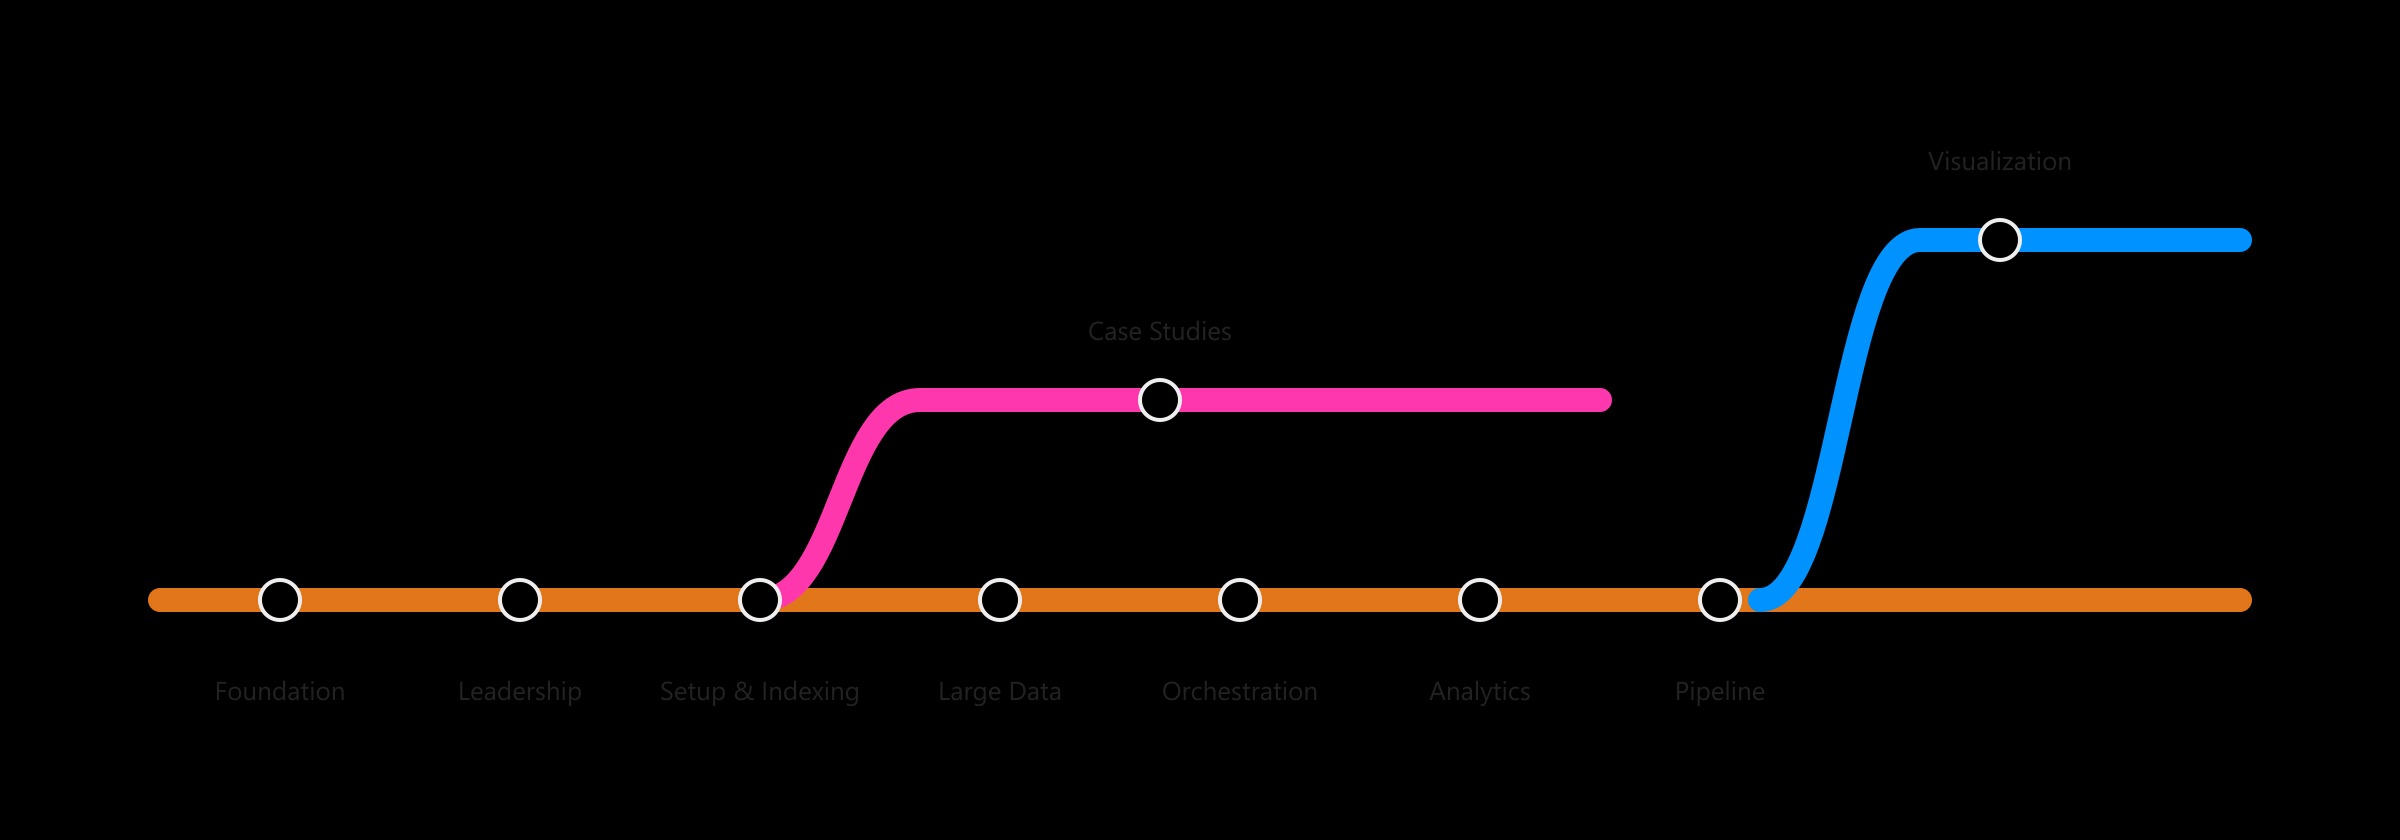 Visualization
Case Studies
Foundation
Leadership
Setup & Indexing
Large Data
Orchestration
Analytics
Pipeline